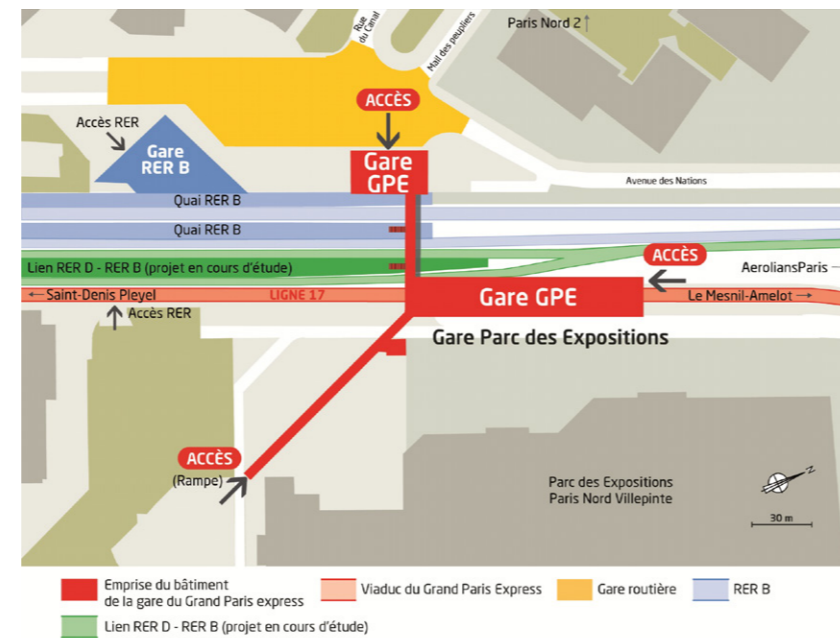 Rue
du Canal
Mail des peupliers
Paris Nord 2
ACCÈS
Accès RER
Gare
RER B
Gare
GPE
Avenue des Nations
Quai RER B
Quai RER B
ACCÈS
Lien RER D - RER B (projet en cours d'étude)
AeroliansParis
Saint-Denis Pleyel
LIGNE 17
Gare GPE
Le Mesnil-Amelot
Accès RER
Gare Parc des Expositions
ACCÈS
(Rampe)
Parc des Expositions
Paris Nord Villepinte
N
30 m
Emprise du bâtiment
de la gare du Grand Paris express
Viaduc du Grand Paris Express
Gare routière
RER B
Lien RER D - RER B (projet en cours d'étude)